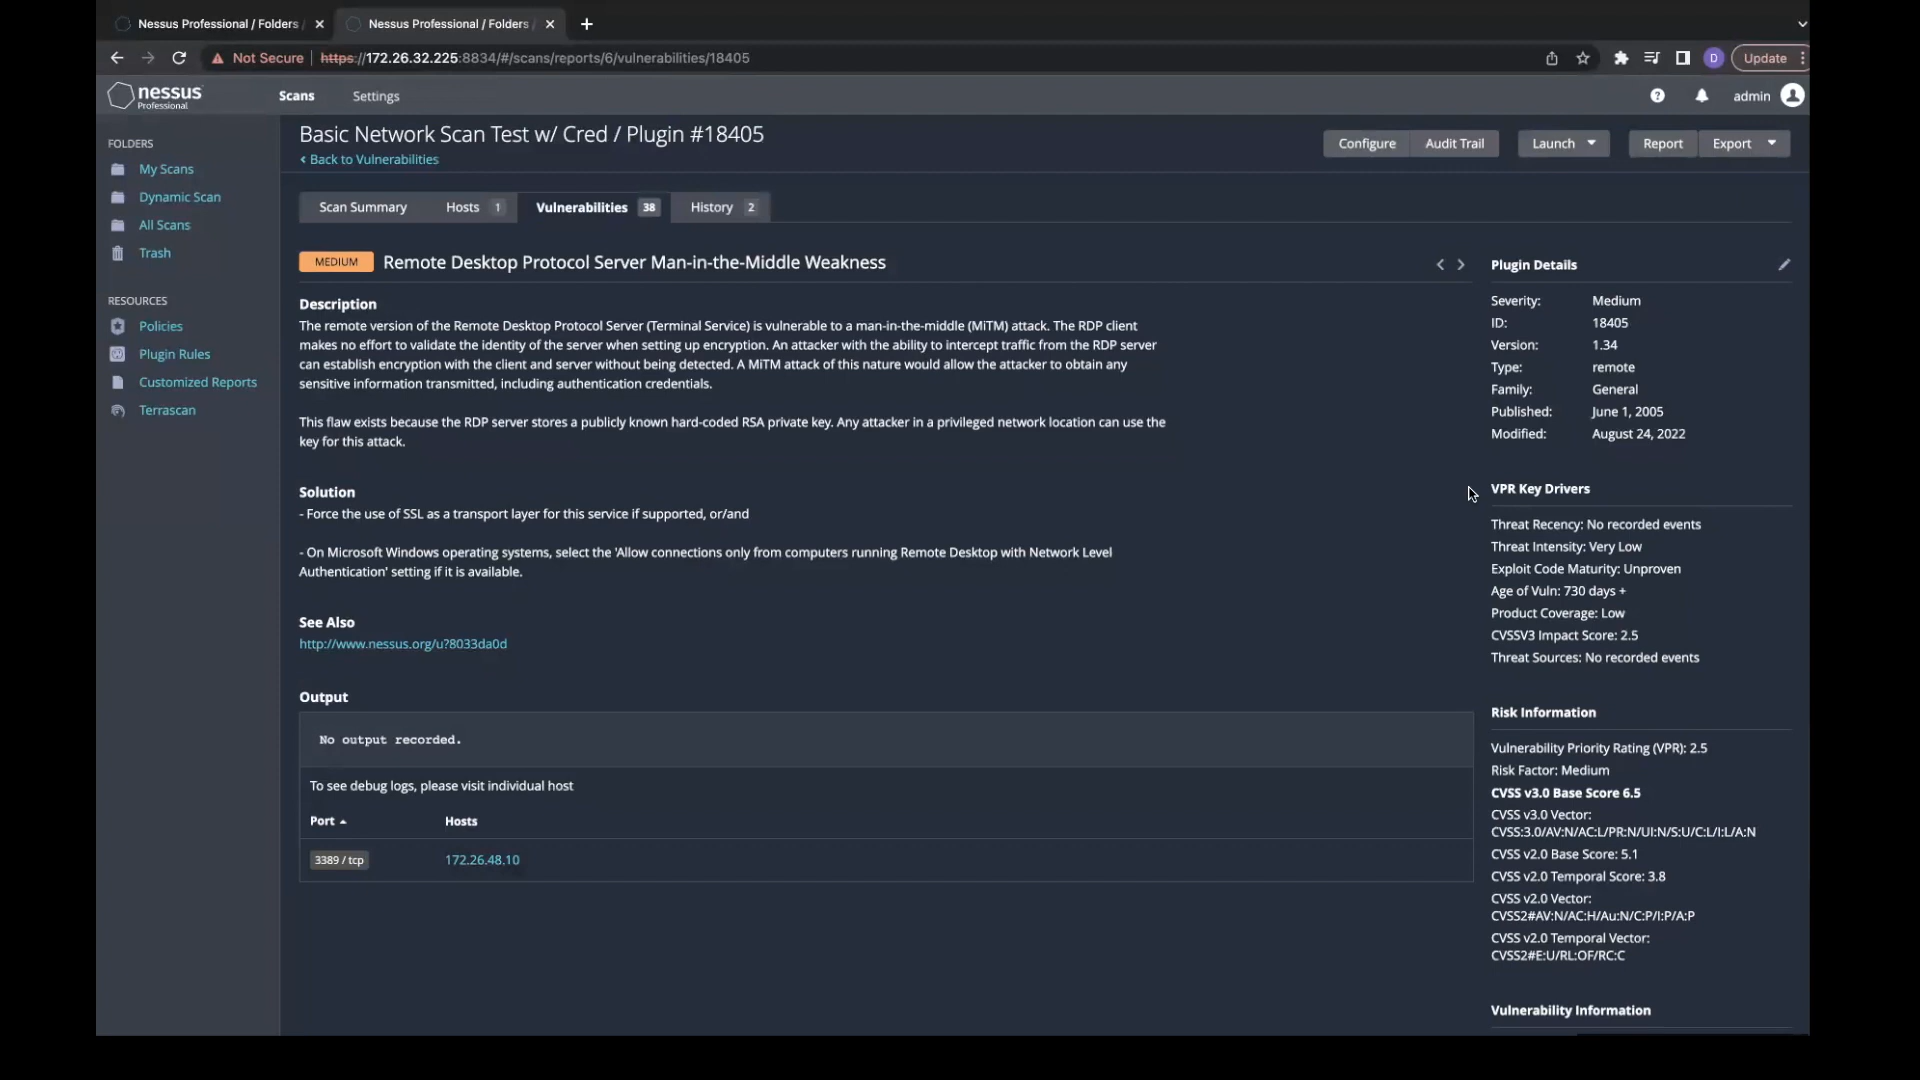 Nessus Professional / Folders
Nessus Professional / Folders
Not Secure | https://172.26.32.225:8834/#/scans/reports/6/vulnerabilities/18405
D
Update
nessus
Professional
Scans
Settings
admin
FOLDERS
My Scans
Dynamic Scan
All Scans
Trash
RESOURCES
Policies
Plugin Rules
Customized Reports
Terrascan
Basic Network Scan Test w/ Cred / Plugin #18405
‹ Back to Vulnerabilities
Configure
Audit Trail
Launch
Report
Export
Scan Summary
Hosts 1
Vulnerabilities 38
History 2
MEDIUM Remote Desktop Protocol Server Man-in-the-Middle Weakness
Description
The remote version of the Remote Desktop Protocol Server (Terminal Service) is vulnerable to a man-in-the-middle (MiTM) attack. The RDP client
makes no effort to validate the identity of the server when setting up encryption. An attacker with the ability to intercept traffic from the RDP server
can establish encryption with the client and server without being detected. A MiTM attack of this nature would allow the attacker to obtain any
sensitive information transmitted, including authentication credentials.
This flaw exists because the RDP server stores a publicly known hard-coded RSA private key. Any attacker in a privileged network location can use the
key for this attack.
Solution
- Force the use of SSL as a transport layer for this service if supported, or/and
- On Microsoft Windows operating systems, select the 'Allow connections only from computers running Remote Desktop with Network Level
Authentication' setting if it is available.
See Also
http://www.nessus.org/u?8033da0d
Output
No output recorded.
To see debug logs, please visit individual host
Port Hosts
3389 / tcp 172.26.48.10
Plugin Details
Severity: Medium
ID: 18405
Version: 1.34
Type: remote
Family: General
Published: June 1, 2005
Modified: August 24, 2022
VPR Key Drivers
Threat Recency: No recorded events
Threat Intensity: Very Low
Exploit Code Maturity: Unproven
Age of Vuln: 730 days +
Product Coverage: Low
CVSSV3 Impact Score: 2.5
Threat Sources: No recorded events
Risk Information
Vulnerability Priority Rating (VPR): 2.5
Risk Factor: Medium
CVSS v3.0 Base Score 6.5
CVSS v3.0 Vector:
CVSS:3.0/AV:N/AC:L/PR:N/UI:N/S:U/C:L/I:L/A:N
CVSS v2.0 Base Score: 5.1
CVSS v2.0 Temporal Score: 3.8
CVSS v2.0 Vector:
CVSS2#AV:N/AC:H/Au:N/C:P/I:P/A:P
CVSS v2.0 Temporal Vector:
CVSS2#E:U/RL:OF/RC:C
Vulnerability Information